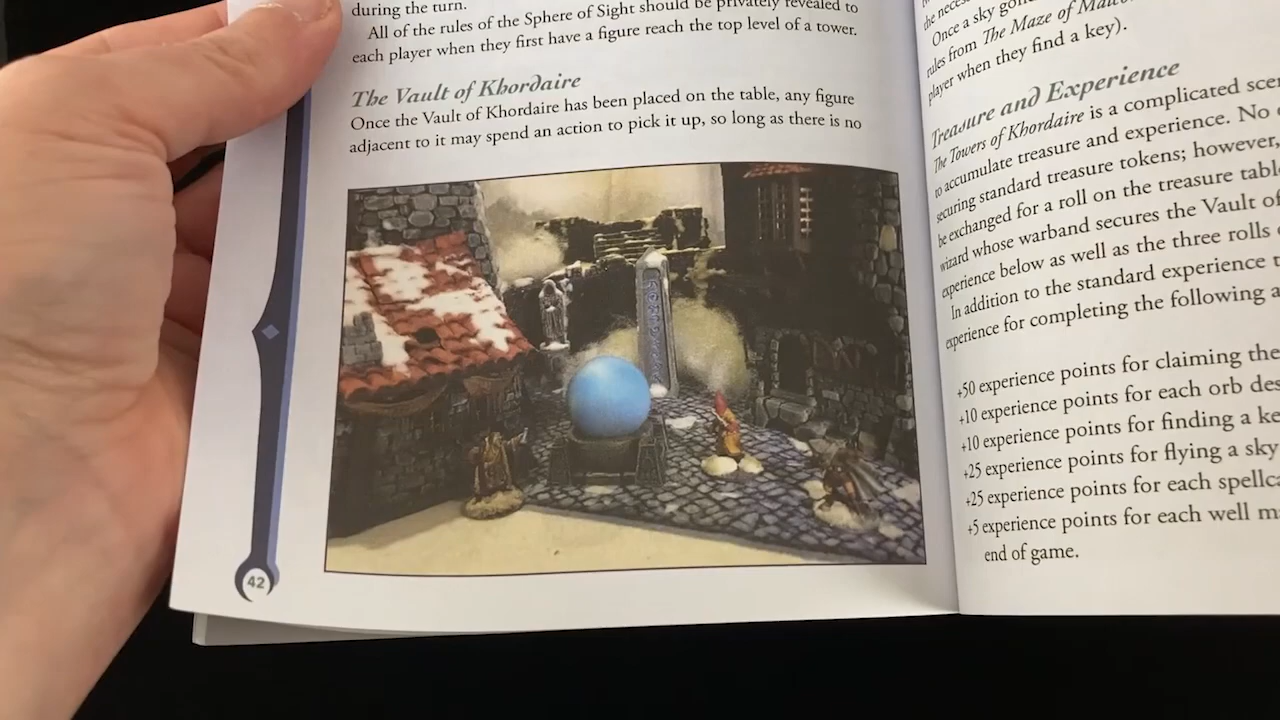 during the turn.
All of the rules of the Sphere of Sight should be privately revealed to
each player when they first have a figure reach the top level of a tower.
The Vault of Khordaire
Once the Vault of Khordaire has been placed on the table, any figure
adjacent to it may spend an action to pick it up, so long as there is no
42
the
Once a sky
rules from The Maze of
player when they find a key).
Treasure and Experience
The Towers of Khordaire is a complicated
to accumulate treasure and experience. No
securing standard treasure tokens; however,
be exchanged for a roll on the treasure
wizard whose warband secures the Vault of
experience below as well as the three rolls
In addition to the standard experience
experience for completing the following
+50 experience points for claiming the
+10 experience points for each orb
+10 experience points for finding a
+25 experience points for flying a sky
+25 experience points for each
+5 experience points for each well
end of game.